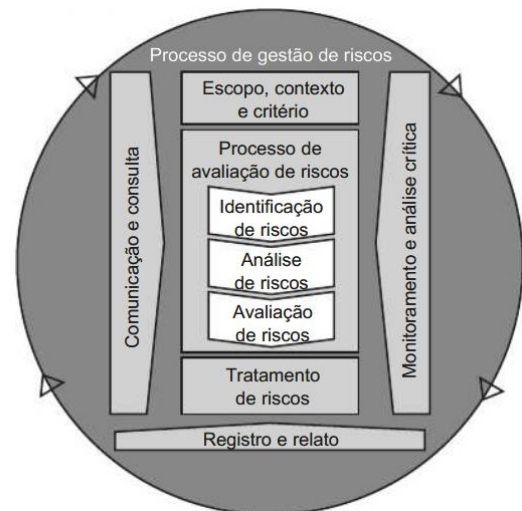 Processo de gestão de riscos
Escopo, contexto
e critério
Comunicação e consulta
Processo de
avaliação de riscos
Identificação
de riscos
Análise
de riscos
Avaliação
de riscos
Monitoramento e análise crítica
Tratamento
de riscos
Registro e relato